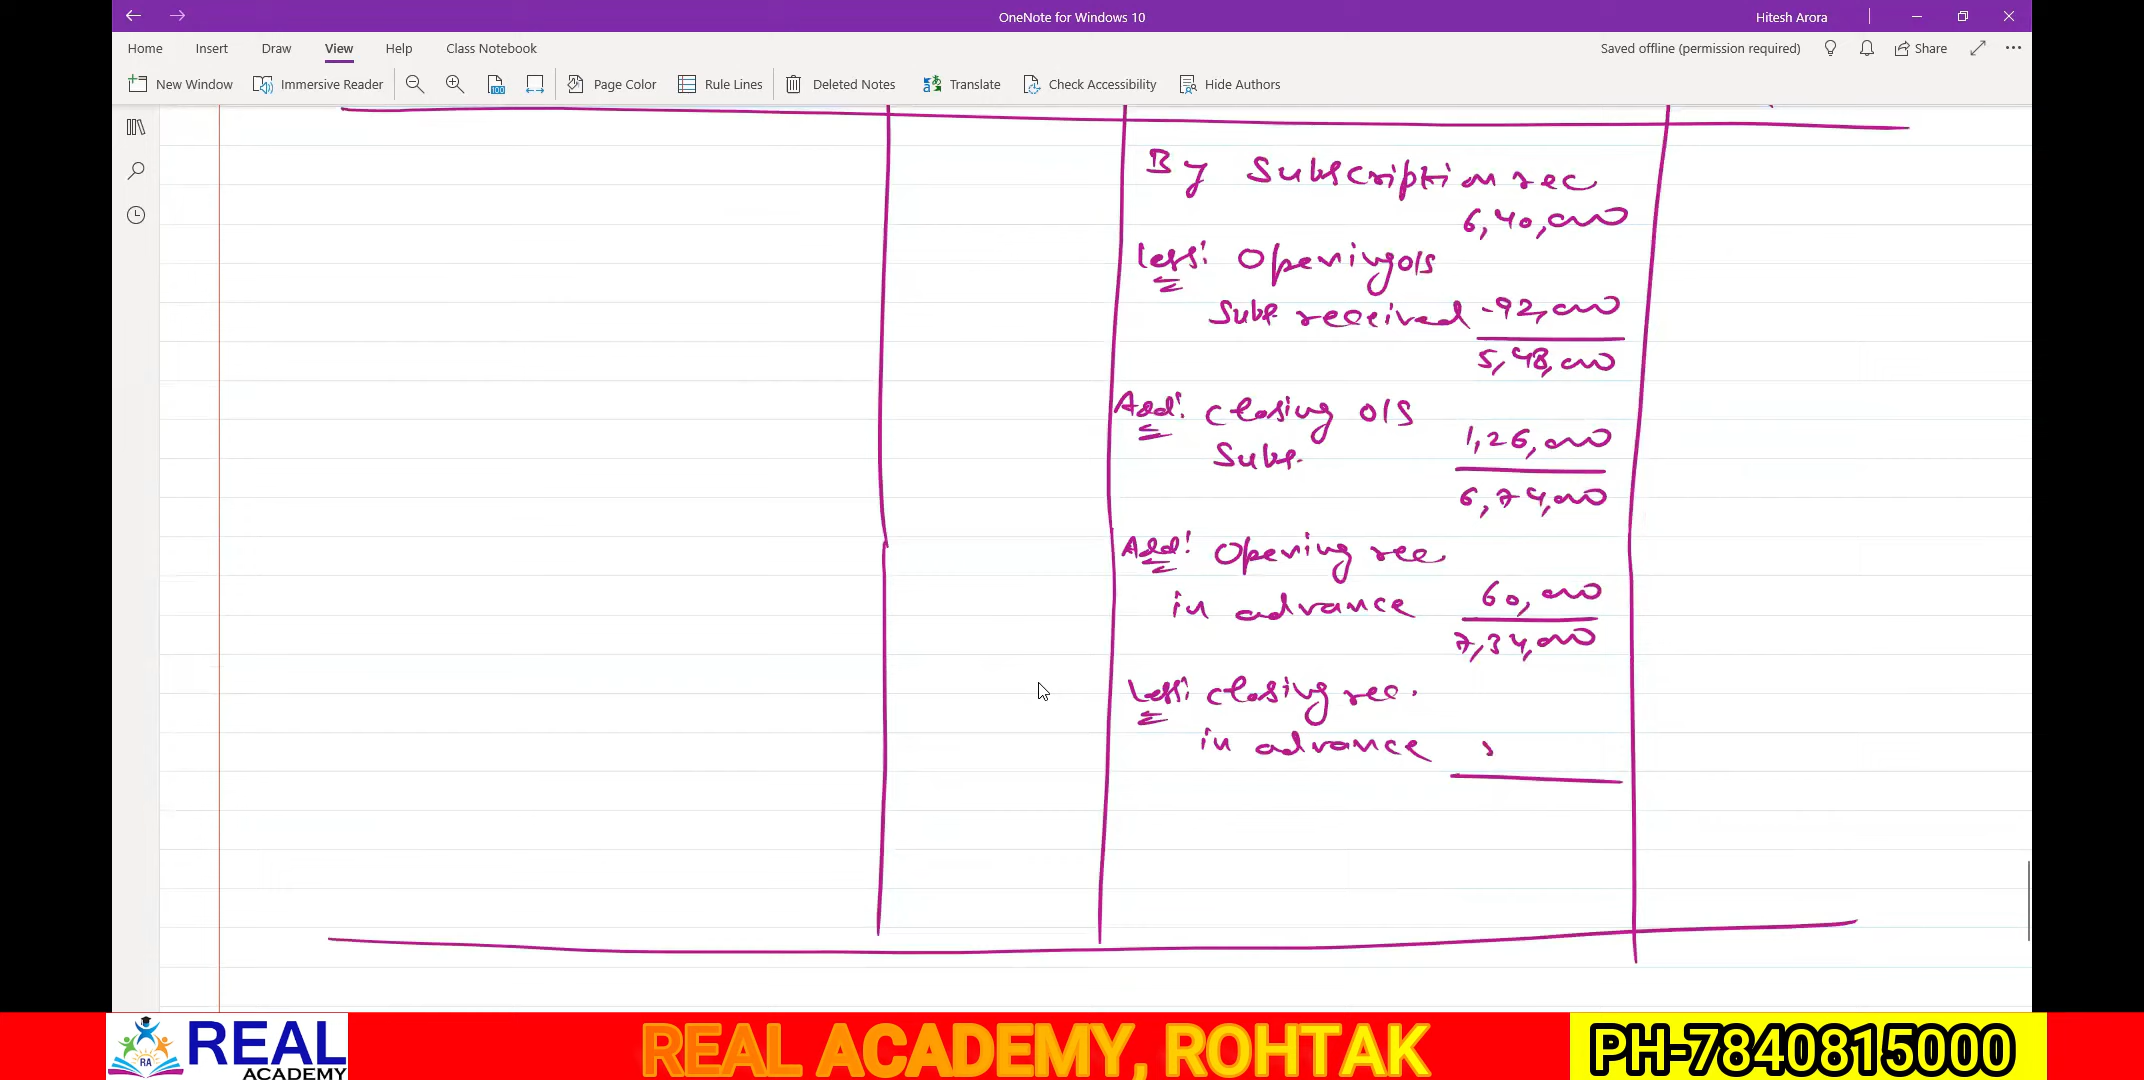 OneNote for Windows 10
Hitesh Arora
Home Insert Draw View Help Class Notebook
Saved offline (permission required) Share
New Window Immersive Reader 100 Page Color Rule Lines Deleted Notes Translate Check Accessibility Hide Authors
By Subscription rec
6,40,000
Less: Opening O/S
Subs. received -92,000
5,48,000
Add: Closing O/S
Subs. 1,26,000
6,74,000
Add: Opening rec.
in advance 60,000
7,34,000
Less: Closing rec.
in advance
RA
REAL
ACADEMY
REAL ACADEMY, ROHTAK
PH-7840815000